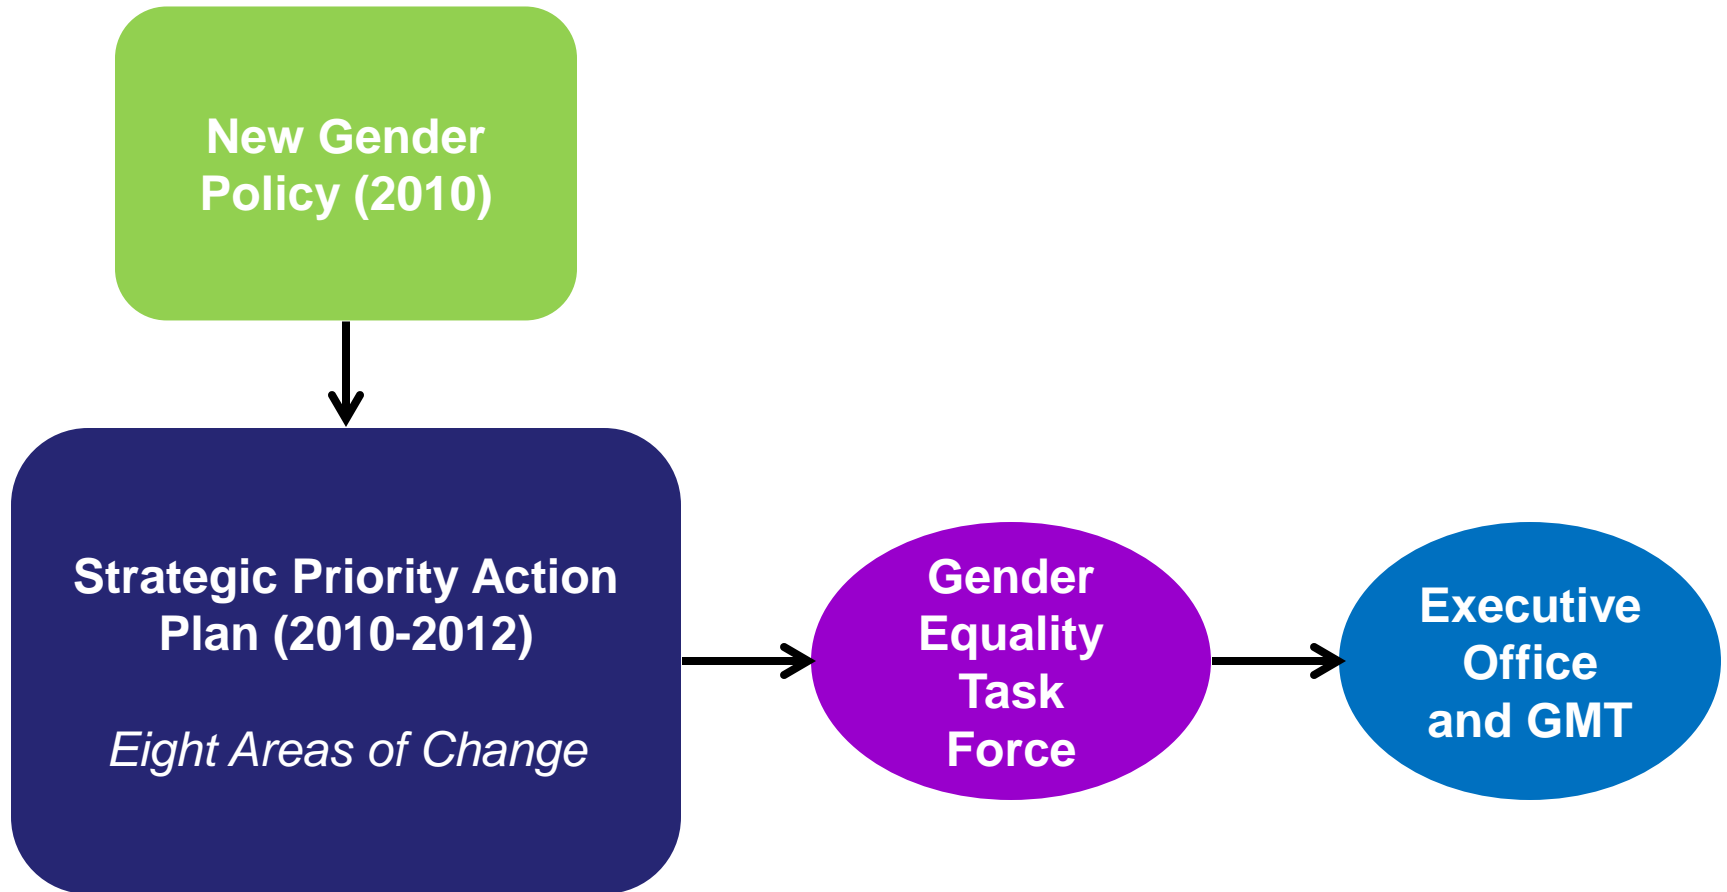 New Gender
Policy (2010)
Strategic Priority Action
Plan (2010-2012)
Eight Areas of Change
Gender
Equality
Task
Force
Executive
Office
and GMT